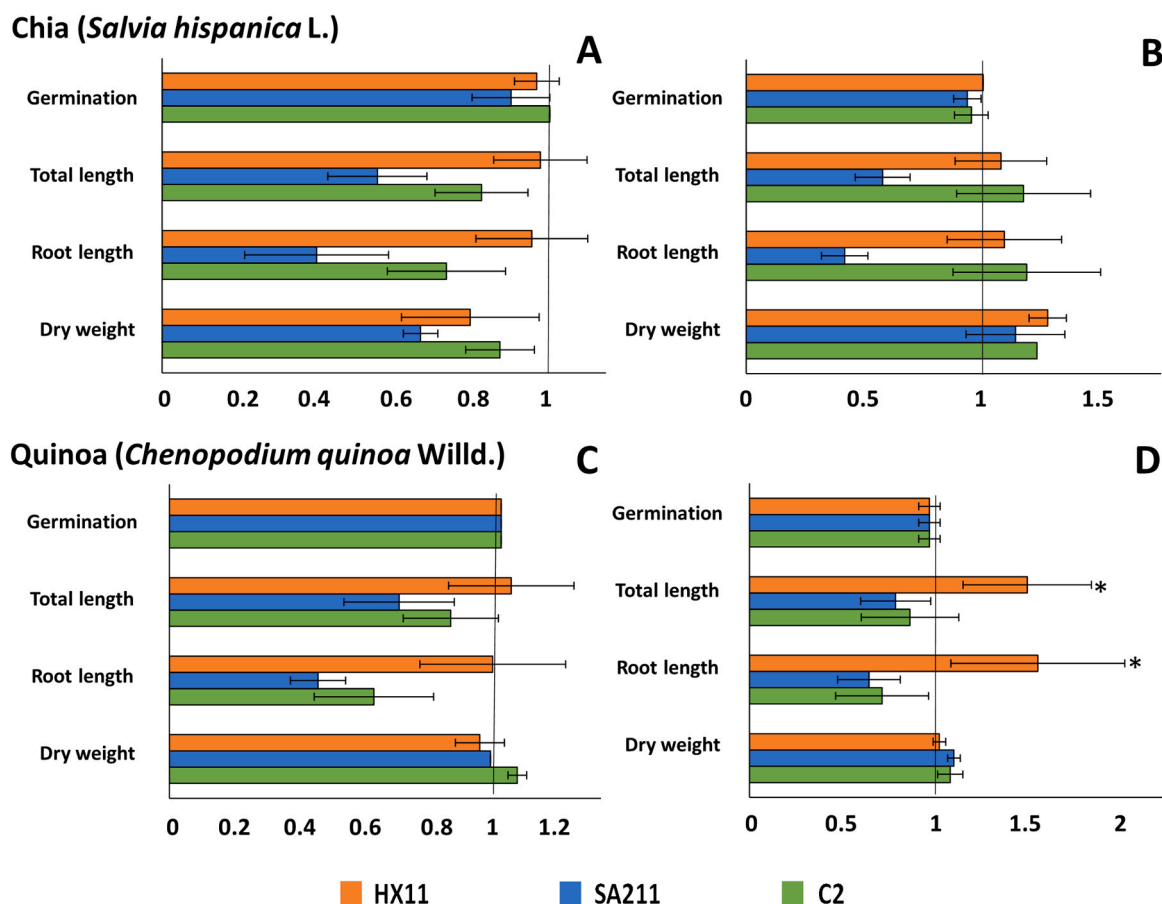 Chia (Salvia hispanica L.)
A
B
Germination
Total length
Root length
Dry weight
0 0.2 0.4 0.6 0.8 1
Germination
Total length
Root length
Dry weight
0 0.5 1 1.5
Quinoa (Chenopodium quinoa Willd.)
C
D
Germination
Total length
Root length
Dry weight
0 0.2 0.4 0.6 0.8 1 1.2
Germination
Total length
*
Root length
*
Dry weight
0 0.5 1 1.5 2
HX11 SA211 C2